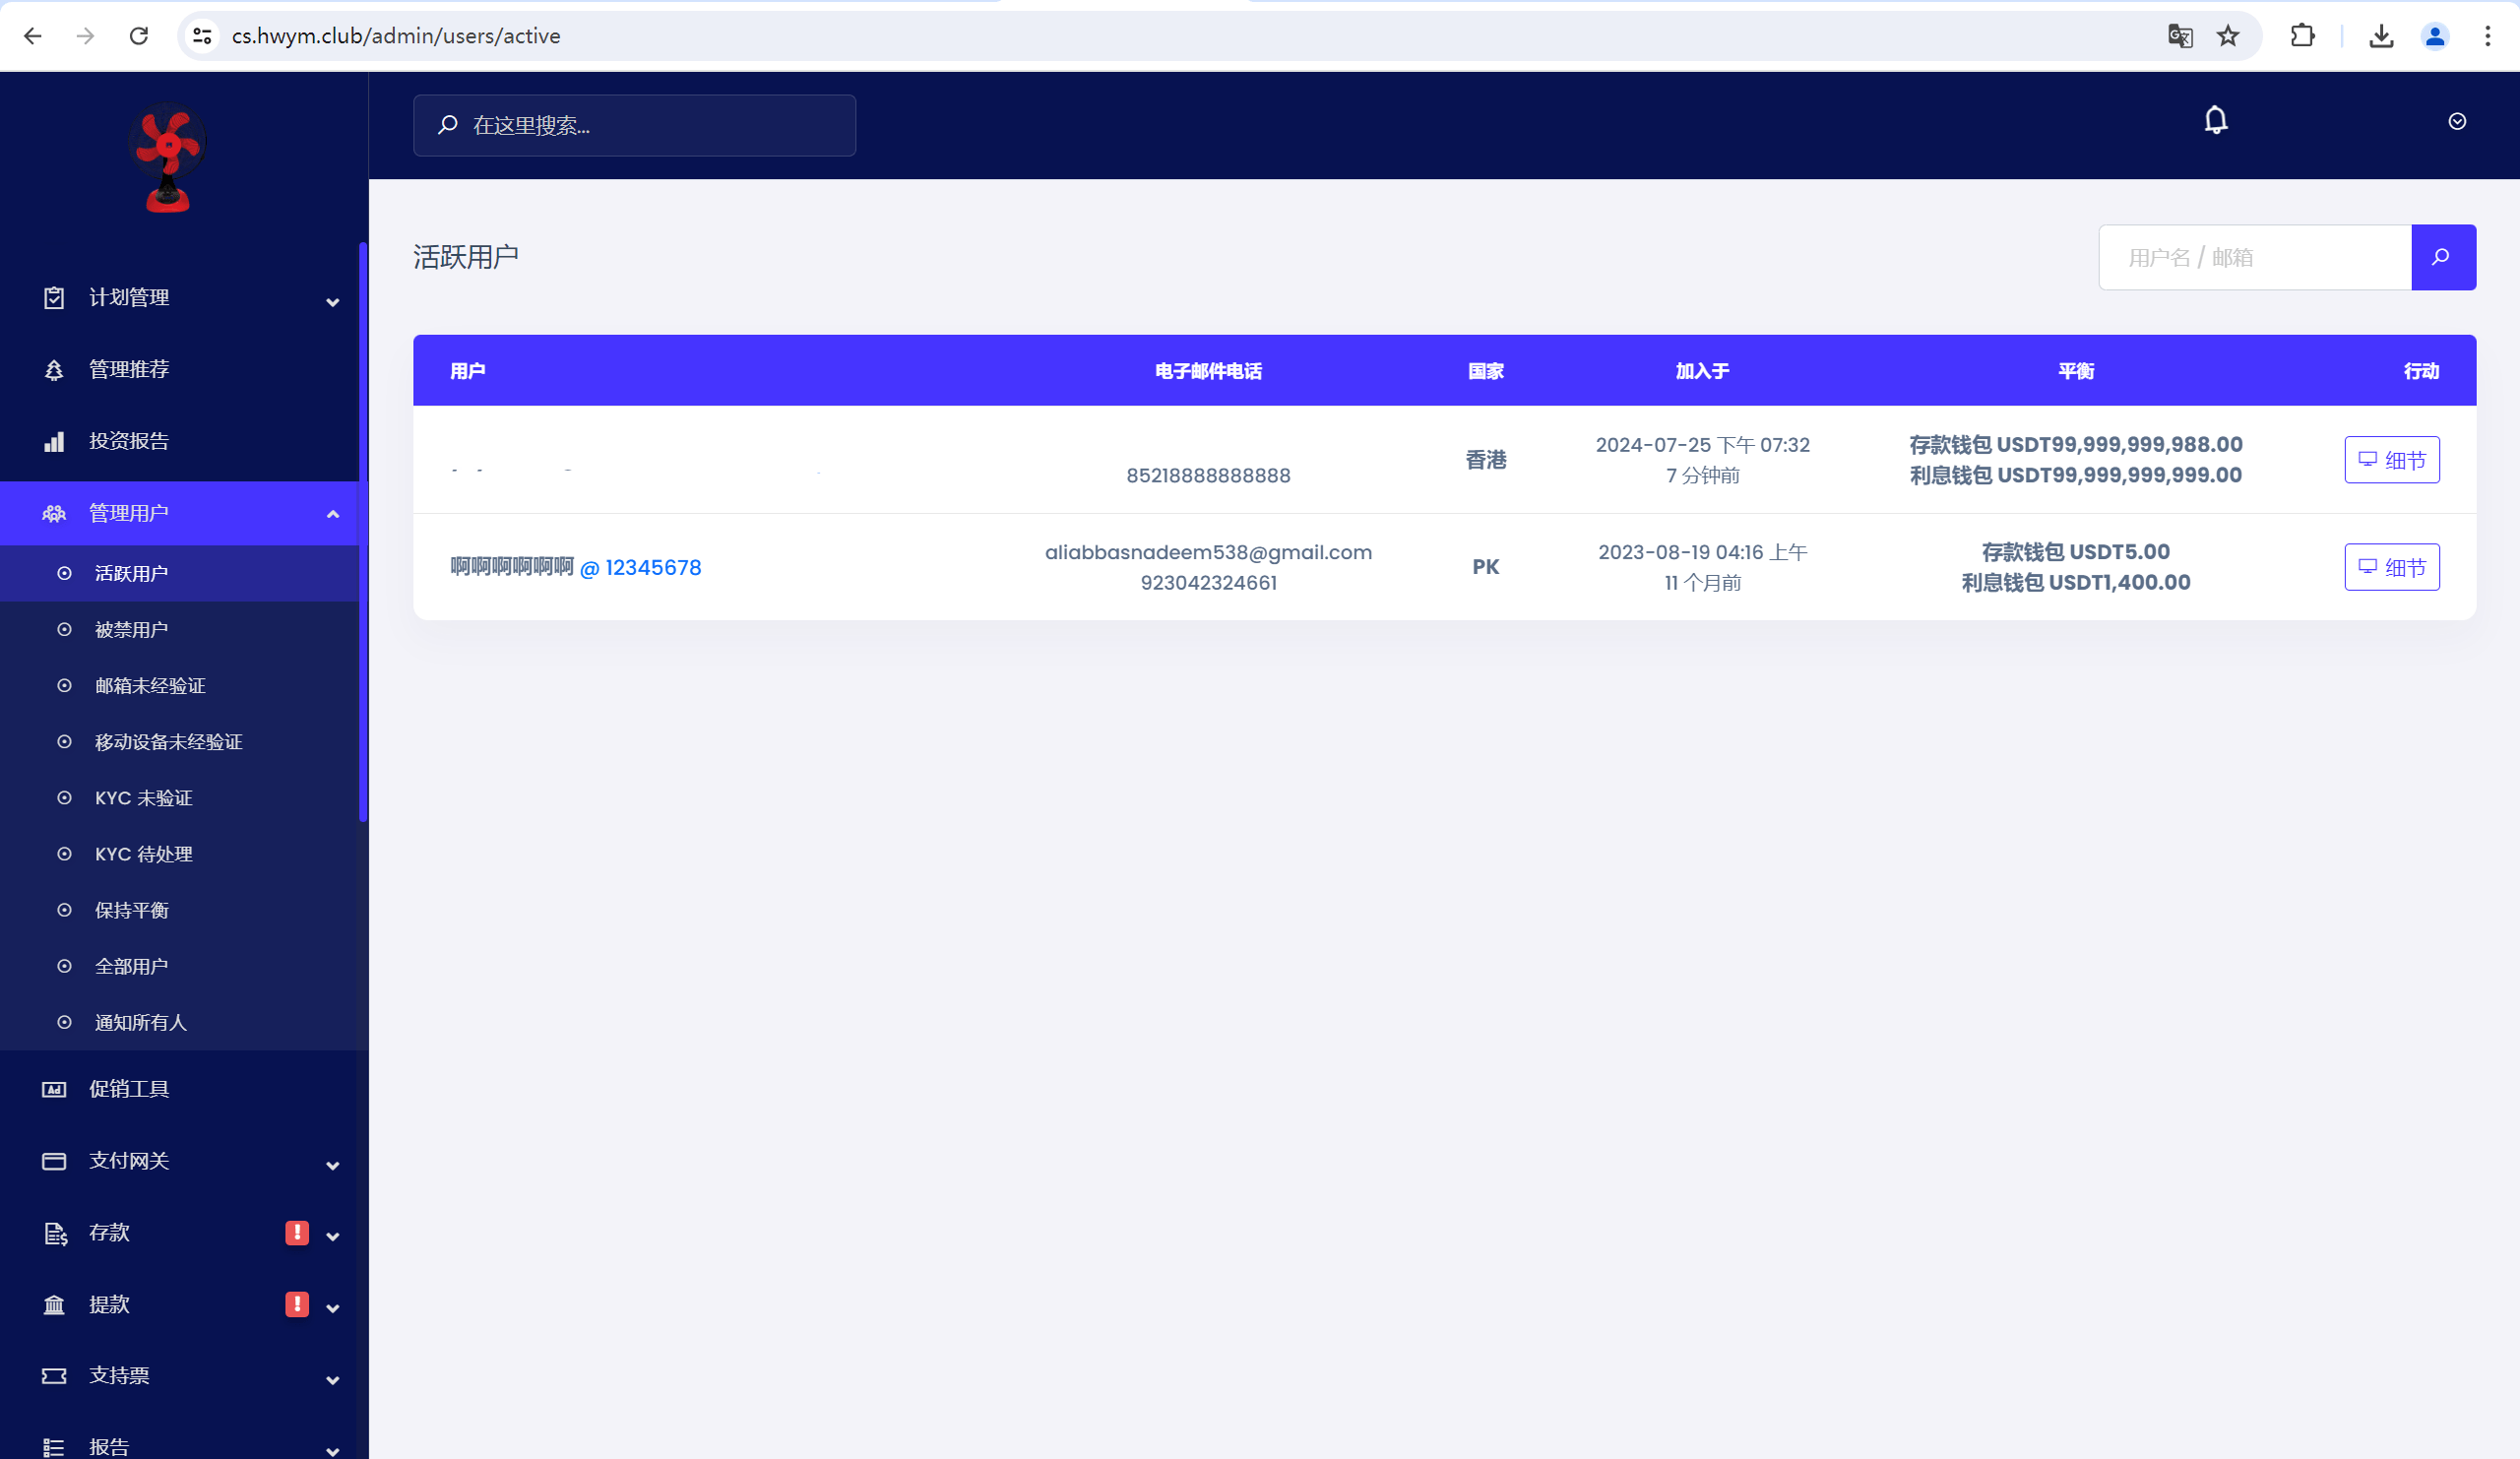 cs.hwym.club/admin/users/active
在这里搜索...
计划管理
管理推荐
投资报告
管理用户
活跃用户
被禁用户
邮箱未经验证
移动设备未经验证
KYC 未验证
KYC 待处理
保持平衡
全部用户
通知所有人
Ad 促销工具
支付网关
存款 !
提款 !
支持票
报告
活跃用户
用户名 / 邮箱
用户 电子邮件电话 国家 加入于 平衡 行动
85218888888888 香港 2024-07-25 下午 07:32 存款钱包 USDT99,999,999,988.00 细节
7 分钟前 利息钱包 USDT99,999,999,999.00
啊啊啊啊啊啊 @ 12345678 aliabbasnadeem538@gmail.com PK 2023-08-19 04:16 上午 存款钱包 USDT5.00 细节
923042324661 11 个月前 利息钱包 USDT1,400.00